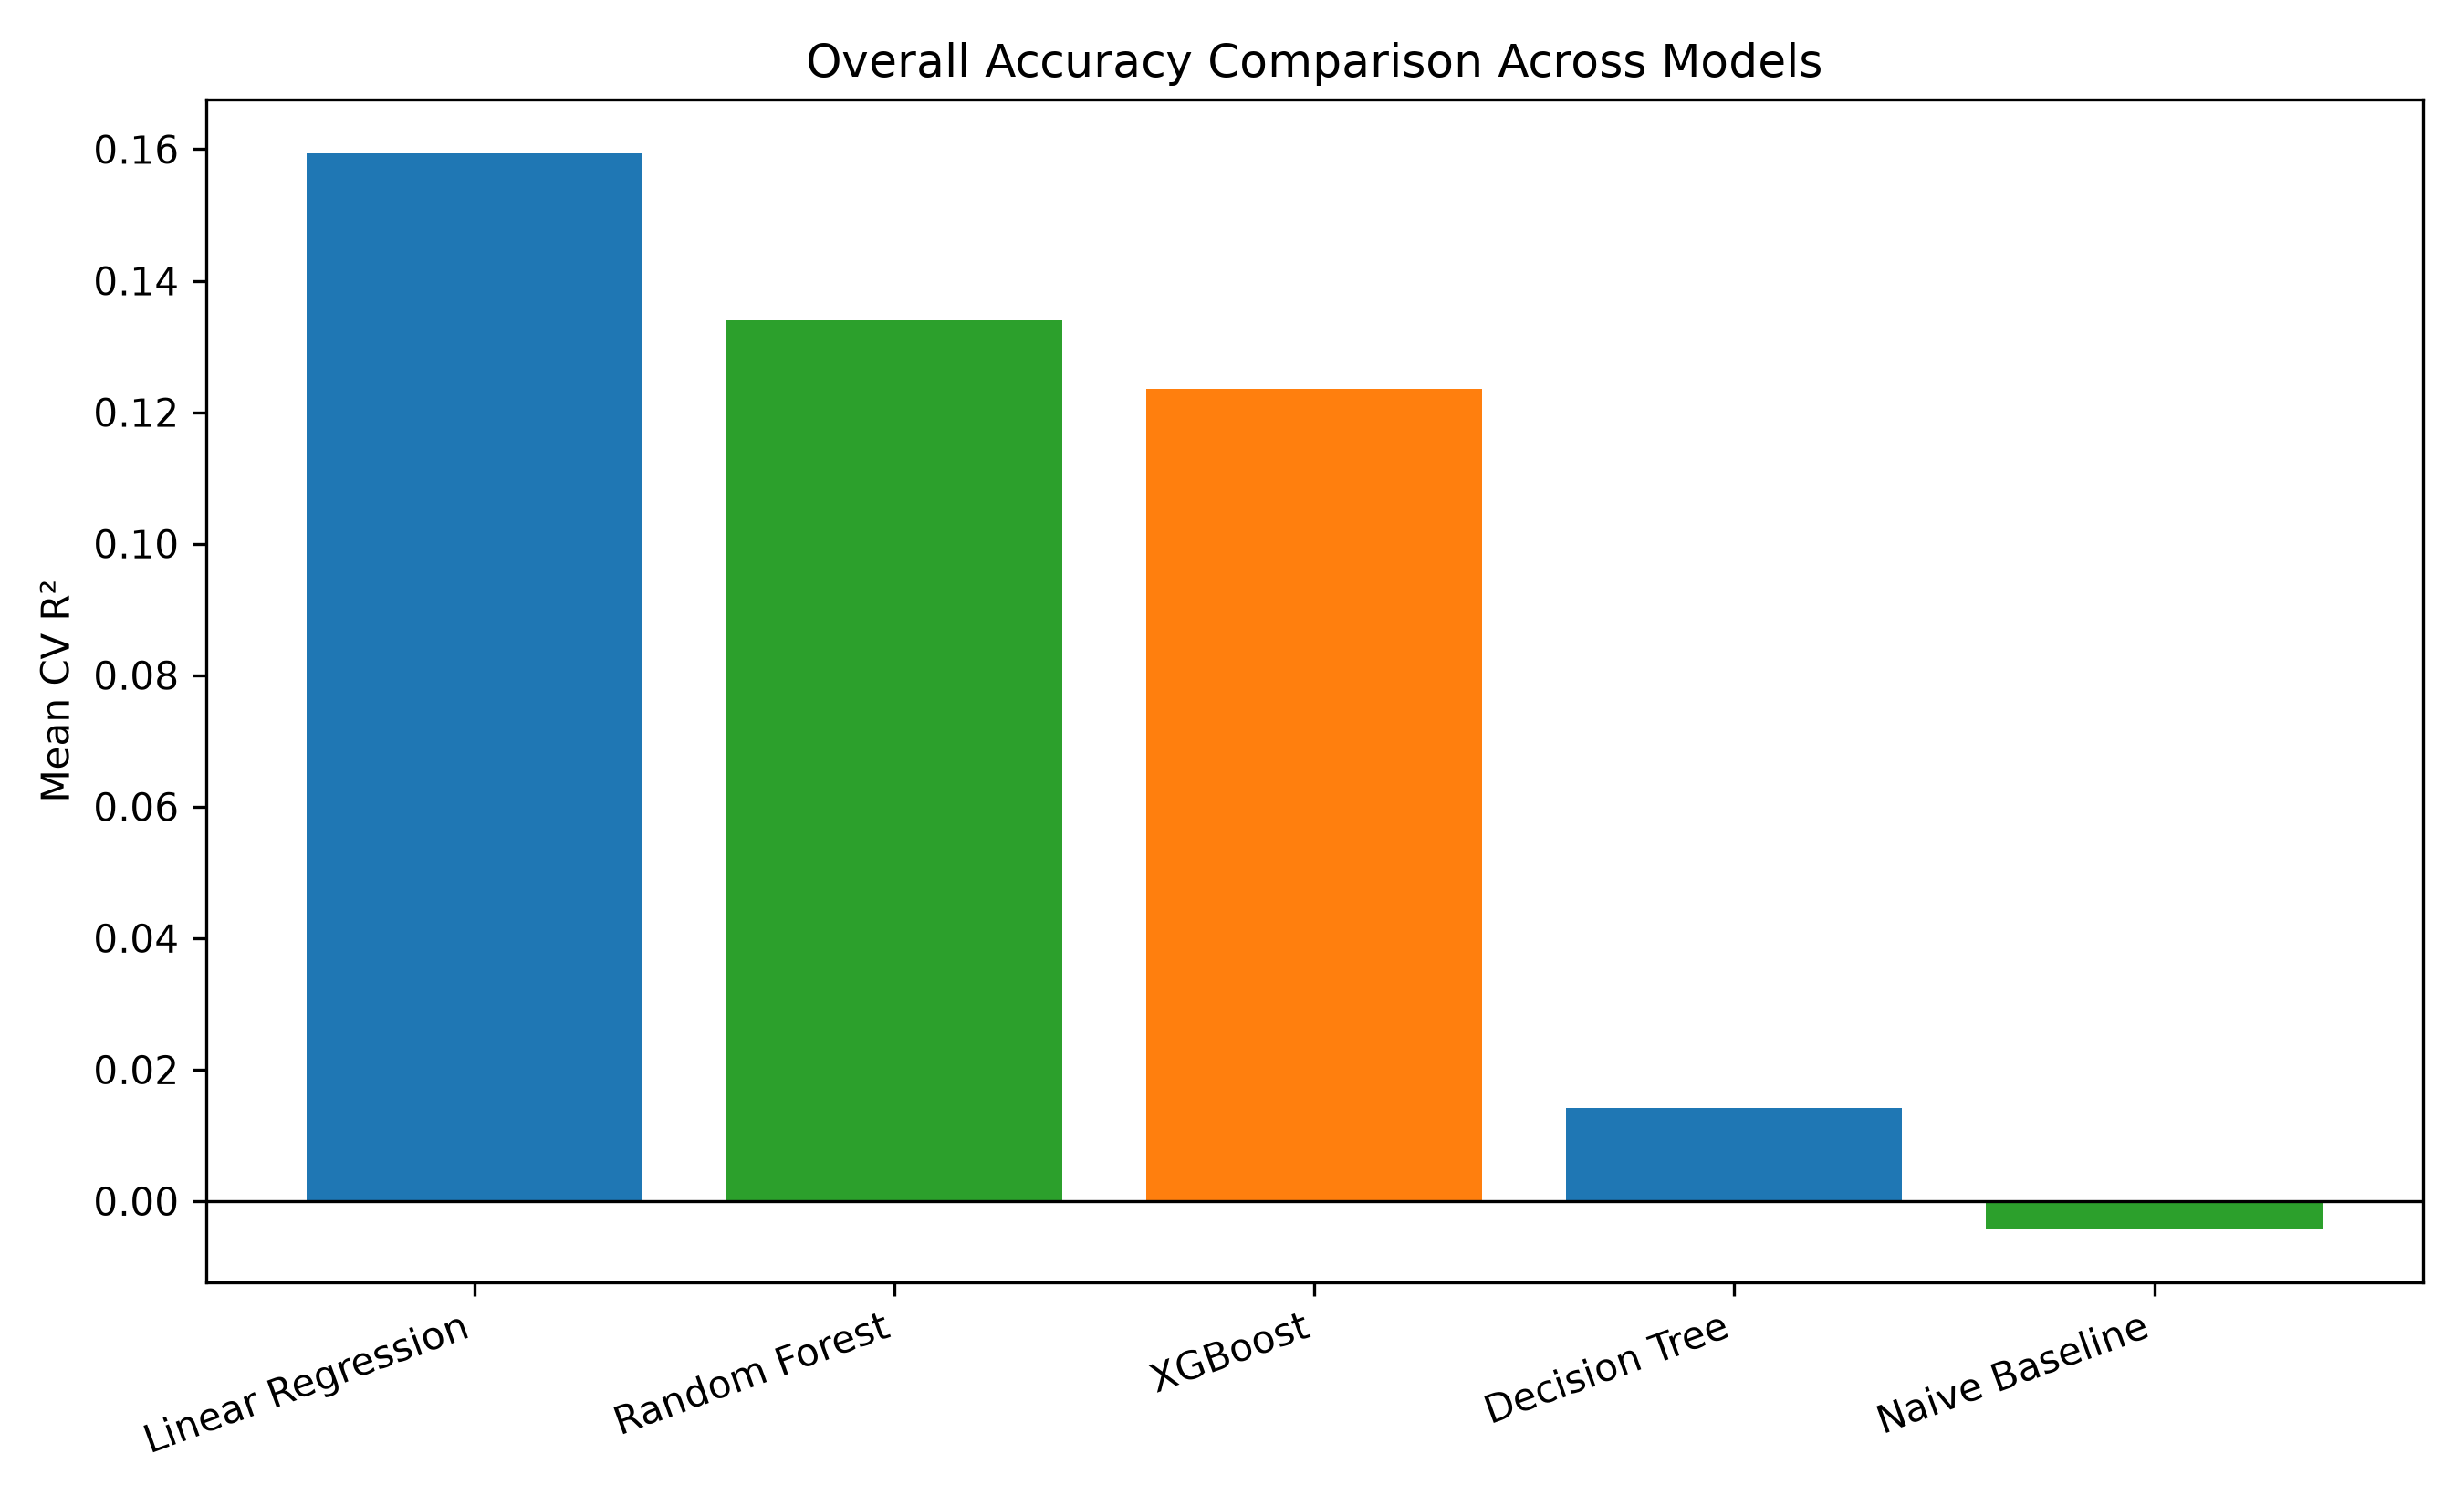 Overall Accuracy Comparison Across Models
Mean CV R²
0.16
0.14
0.12
0.10
0.08
0.06
0.04
0.02
0.00
Linear Regression
Random Forest
XGBoost
Decision Tree
Naive Baseline